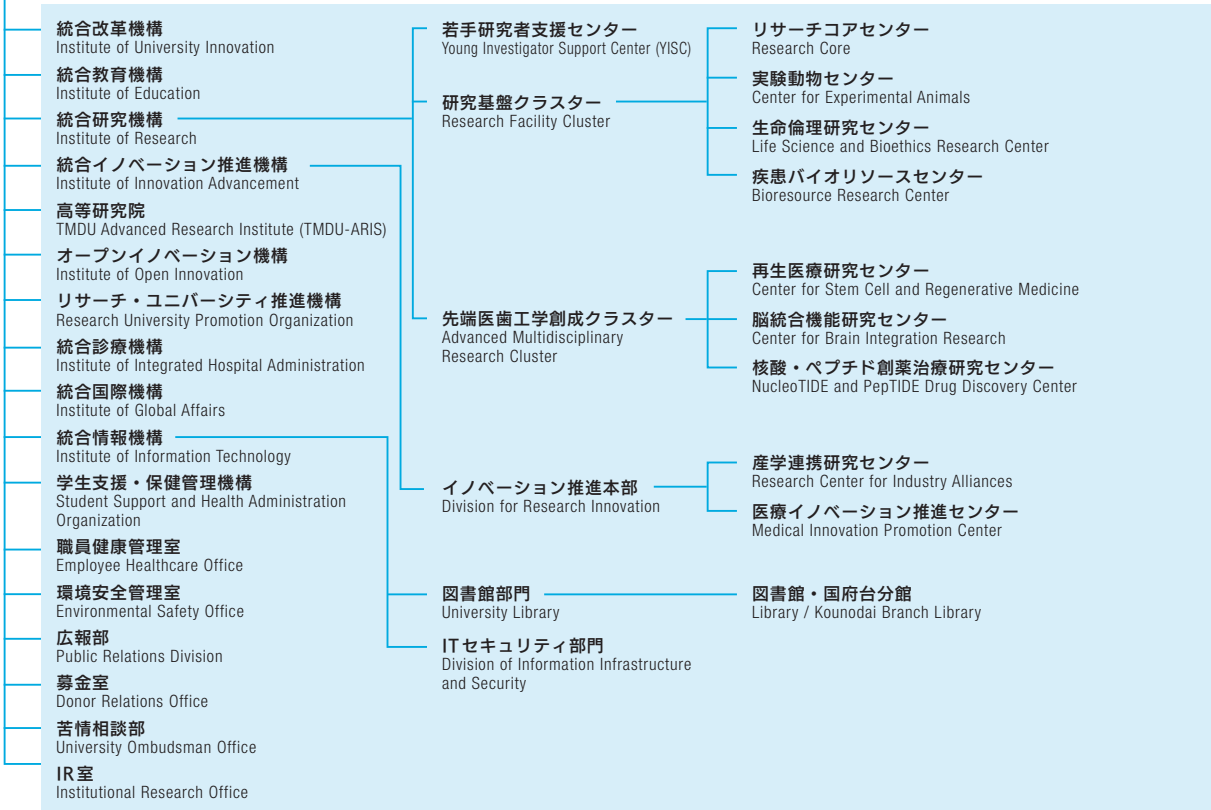 統合改革機構
Institute of University Innovation
統合教育機構
Institute of Education
統合研究機構
Institute of Research
統合イノベーション推進機構
Institute of Innovation Advancement
高等研究院
TMDU Advanced Research Institute (TMDU-ARIS)
オープンイノベーション機構
Institute of Open Innovation
リサーチ・ユニバーシティ推進機構
Research University Promotion Organization
統合診療機構
Institute of Integrated Hospital Administration
統合国際機構
Institute of Global Affairs
統合情報機構
Institute of Information Technology
学生支援・保健管理機構
Student Support and Health Administration
Organization
職員健康管理室
Employee Healthcare Office
環境安全管理室
Environmental Safety Office
広報部
Public Relations Division
募金室
Donor Relations Office
苦情相談部
University Ombudsman Office
IR室
Institutional Research Office
若手研究者支援センター
Young Investigator Support Center (YISC)
研究基盤クラスター
Research Facility Cluster
先端医歯工学創成クラスター
Advanced Multidisciplinary
Research Cluster
イノベーション推進本部
Division for Research Innovation
図書館部門
University Library
ITセキュリティ部門
Division of Information Infrastructure
and Security
リサーチコアセンター
Research Core
実験動物センター
Center for Experimental Animals
生命倫理研究センター
Life Science and Bioethics Research Center
疾患バイオリソースセンター
Bioresource Research Center
再生医療研究センター
Center for Stem Cell and Regenerative Medicine
脳統合機能研究センター
Center for Brain Integration Research
核酸・ペプチド創薬治療研究センター
NucleoTIDE and PepTIDE Drug Discovery Center
産学連携研究センター
Research Center for Industry Alliances
医療イノベーション推進センター
Medical Innovation Promotion Center
図書館・国府台分館
Library / Kounodai Branch Library